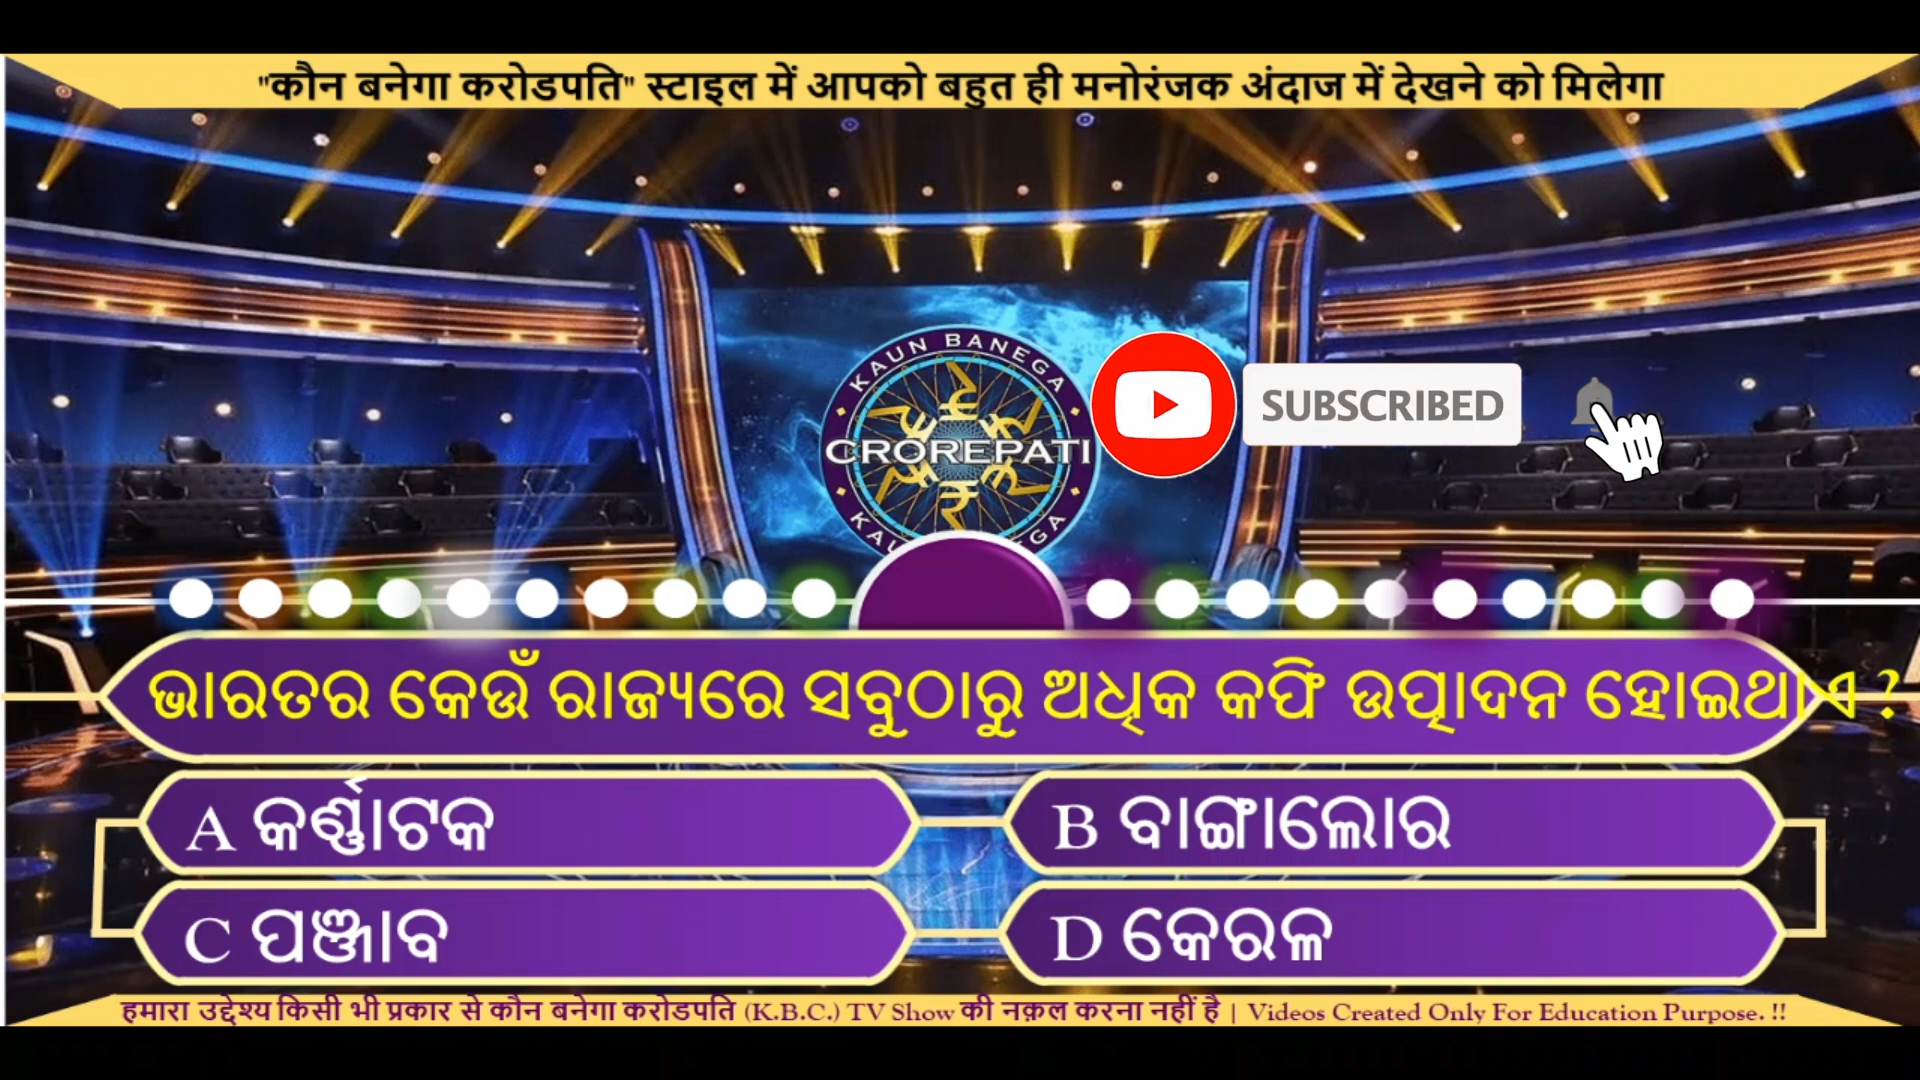 "कौन बनेगा करोडपति" स्टाइल में आपको बहुत ही मनोरंजक अंदाज में देखने को मिलेगा
KAUN BANEGA
CROREPATI
SUBSCRIBED
ଭାରତର କେଉଁ ରାଜ୍ୟରେ ସବୁଠାରୁ ଅଧିକ କଫି ଉତ୍ପାଦନ ହୋଇଥାଏ ?
A କର୍ଣ୍ଣାଟକ
B ବାଙ୍ଗାଲୋର
C ପଞ୍ଜାବ
D କେରଳ
हमारा उद्देश्य किसी भी प्रकार से कौन बनेगा करोडपति (K.B.C.) TV Show की नक़ल करना नहीं है | Videos Created Only For Education Purpose. !!